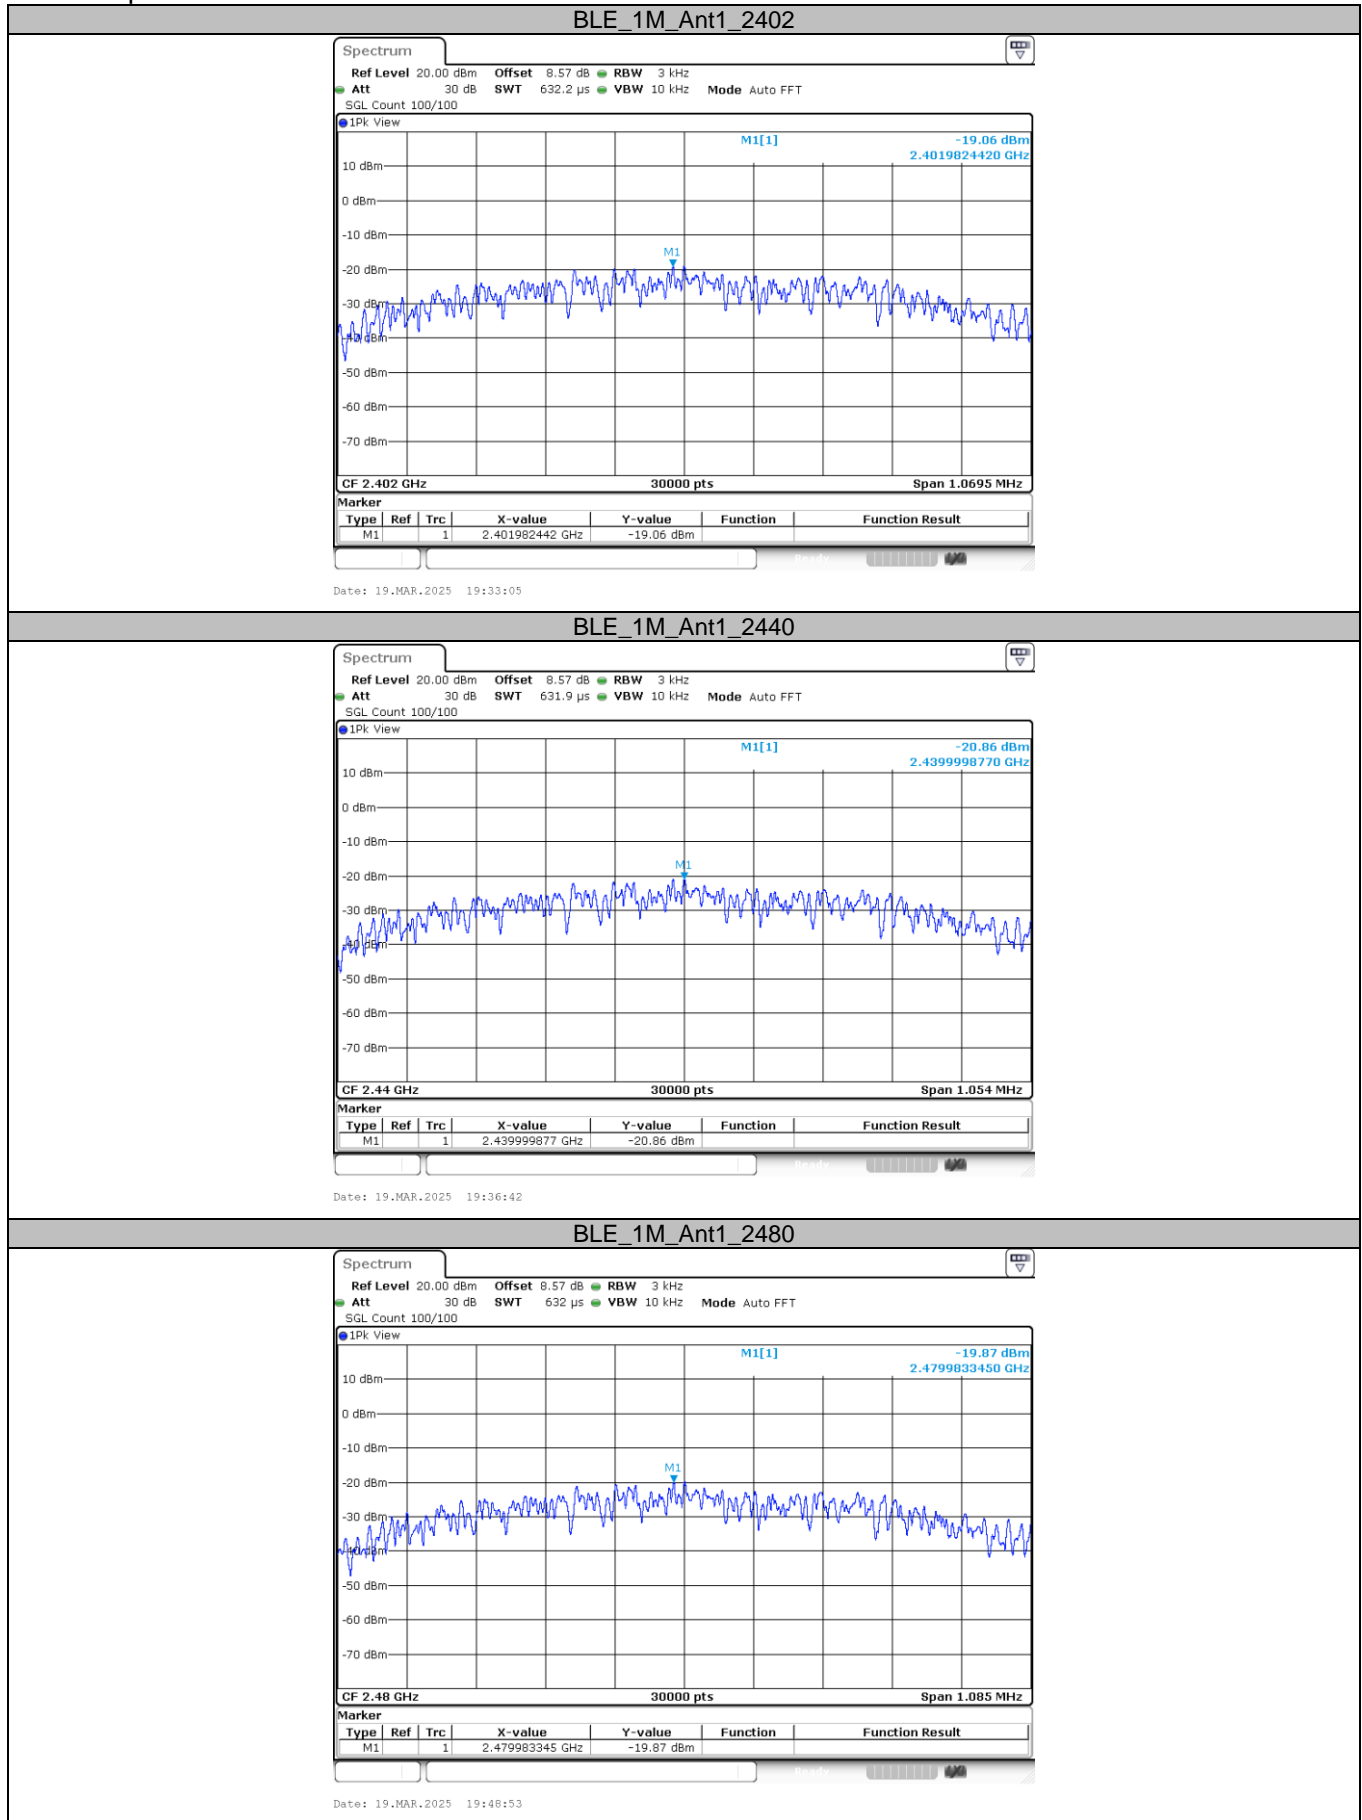 BLE_1M_Ant1_2402
Spectrum
Ref Level 20.00 dBm Offset 8.57 dB RBW 3 kHz
Att 30 dB SWT 632.2 µs VBW 10 kHz Mode Auto FFT
SGL Count 100/100
1Pk View
M1[1] -19.06 dBm
2.4019824420 GHz
10 dBm
0 dBm
-10 dBm
M1
-20 dBm
-30 dBm
-40 dBm
-50 dBm
-60 dBm
-70 dBm
CF 2.402 GHz 30000 pts Span 1.0695 MHz
Marker
Type Ref Trc X-value Y-value Function Function Result
M1 1 2.401982442 GHz -19.06 dBm
Ready
Date: 19.MAR.2025 19:33:05
BLE_1M_Ant1_2440
Spectrum
Ref Level 20.00 dBm Offset 8.57 dB RBW 3 kHz
Att 30 dB SWT 631.9 µs VBW 10 kHz Mode Auto FFT
SGL Count 100/100
1Pk View
M1[1] -20.86 dBm
2.4399998770 GHz
10 dBm
0 dBm
-10 dBm
M1
-20 dBm
-30 dBm
-40 dBm
-50 dBm
-60 dBm
-70 dBm
CF 2.44 GHz 30000 pts Span 1.054 MHz
Marker
Type Ref Trc X-value Y-value Function Function Result
M1 1 2.439999877 GHz -20.86 dBm
Ready
Date: 19.MAR.2025 19:36:42
BLE_1M_Ant1_2480
Spectrum
Ref Level 20.00 dBm Offset 8.57 dB RBW 3 kHz
Att 30 dB SWT 632 µs VBW 10 kHz Mode Auto FFT
SGL Count 100/100
1Pk View
M1[1] -19.87 dBm
2.4799833450 GHz
10 dBm
0 dBm
-10 dBm
M1
-20 dBm
-30 dBm
-40 dBm
-50 dBm
-60 dBm
-70 dBm
CF 2.48 GHz 30000 pts Span 1.085 MHz
Marker
Type Ref Trc X-value Y-value Function Function Result
M1 1 2.479983345 GHz -19.87 dBm
Ready
Date: 19.MAR.2025 19:48:53